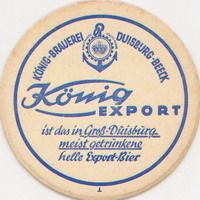 KÖNIG-BRAUEREI DUISBURG-BEECK
König
EXPORT
ist das in Groß-Duisburg
meist getrunkene
helle Export-Bier